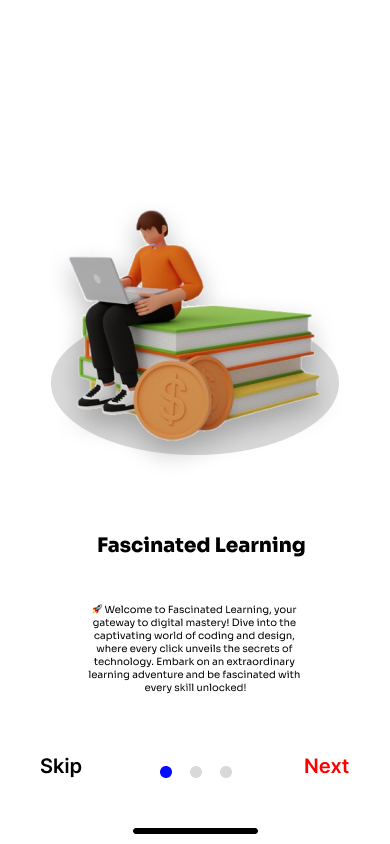 Fascinated Learning
🚀 Welcome to Fascinated Learning, your
gateway to digital mastery! Dive into the
captivating world of coding and design,
where every click unveils the secrets of
technology. Embark on an extraordinary
learning adventure and be fascinated with
every skill unlocked!
Skip
Next